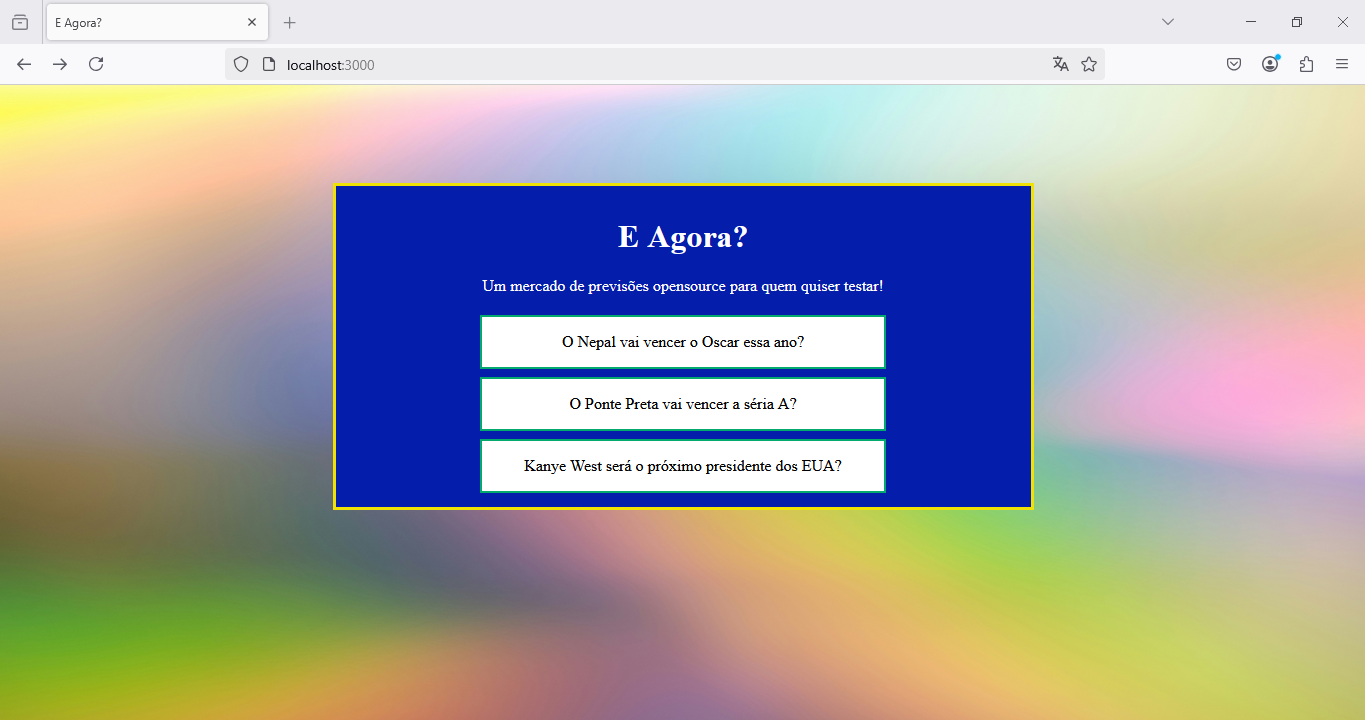 E Agora?
localhost:3000
E Agora?
Um mercado de previsões opensource para quem quiser testar!
O Nepal vai vencer o Oscar essa ano?
O Ponte Preta vai vencer a séria A?
Kanye West será o próximo presidente dos EUA?